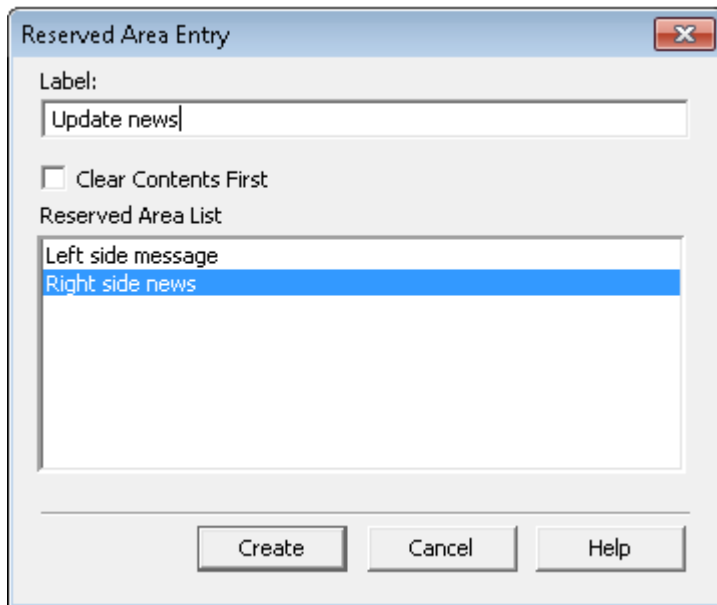 Reserved Area Entry
Label:
Update news
Clear Contents First
Reserved Area List
Left side message
Right side news
Create Cancel Help